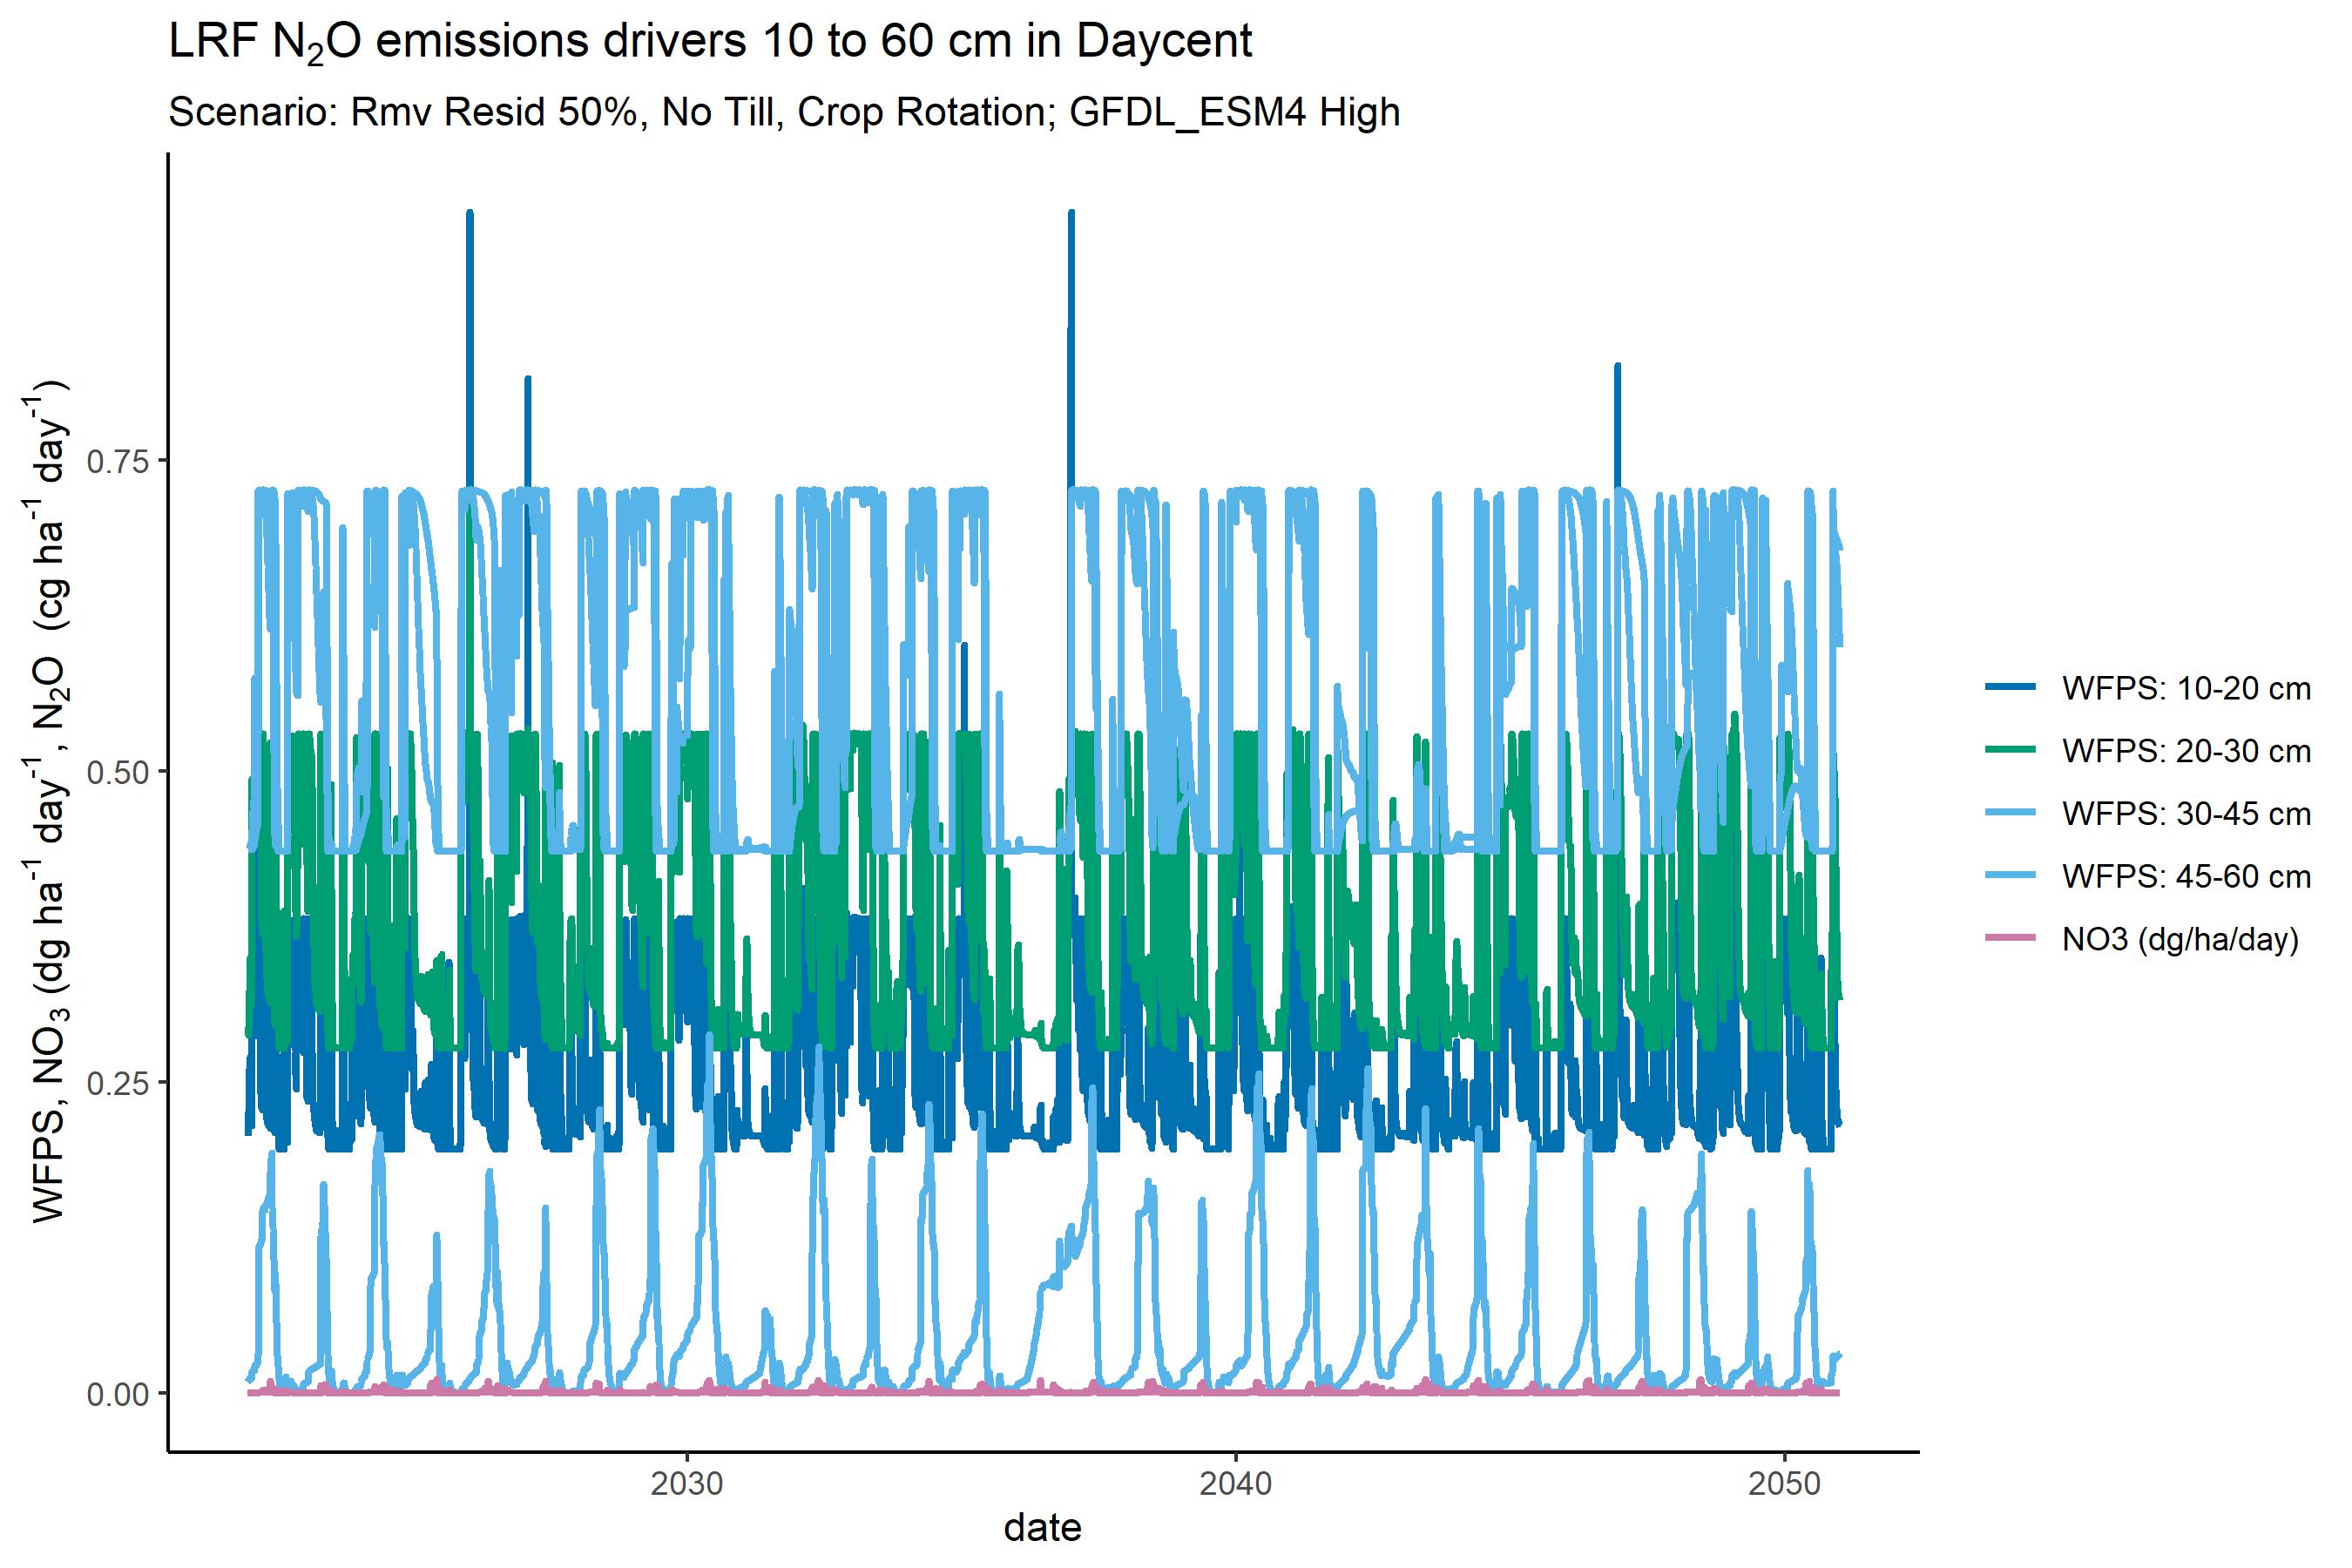 LRF N₂O emissions drivers 10 to 60 cm in Daycent
Scenario: Rmv Resid 50%, No Till, Crop Rotation; GFDL_ESM4 High
WFPS, NO₃ (dg ha⁻¹ day⁻¹, N₂O (cg ha⁻¹ day⁻¹)
0.75
0.50
0.25
0.00
2030
2040
2050
date
WFPS: 10-20 cm
WFPS: 20-30 cm
WFPS: 30-45 cm
WFPS: 45-60 cm
NO3 (dg/ha/day)